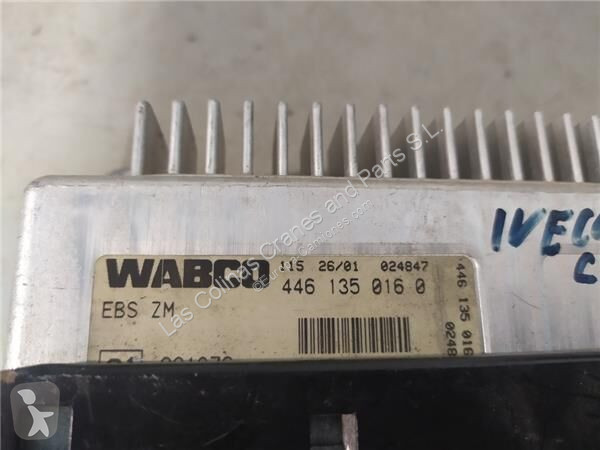 WABCO 115 26/01 024847
446 135 016 0
EBS ZM
446 135 016
IVECO
C
Las Colinas Cranes and Parts S.L.